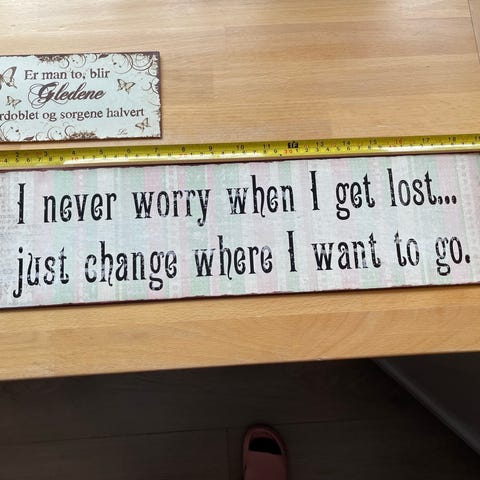 Er man to, blir
Gledene
rdoblet og sorgene halvert
I never worry when I get lost...
just change where I want to go.